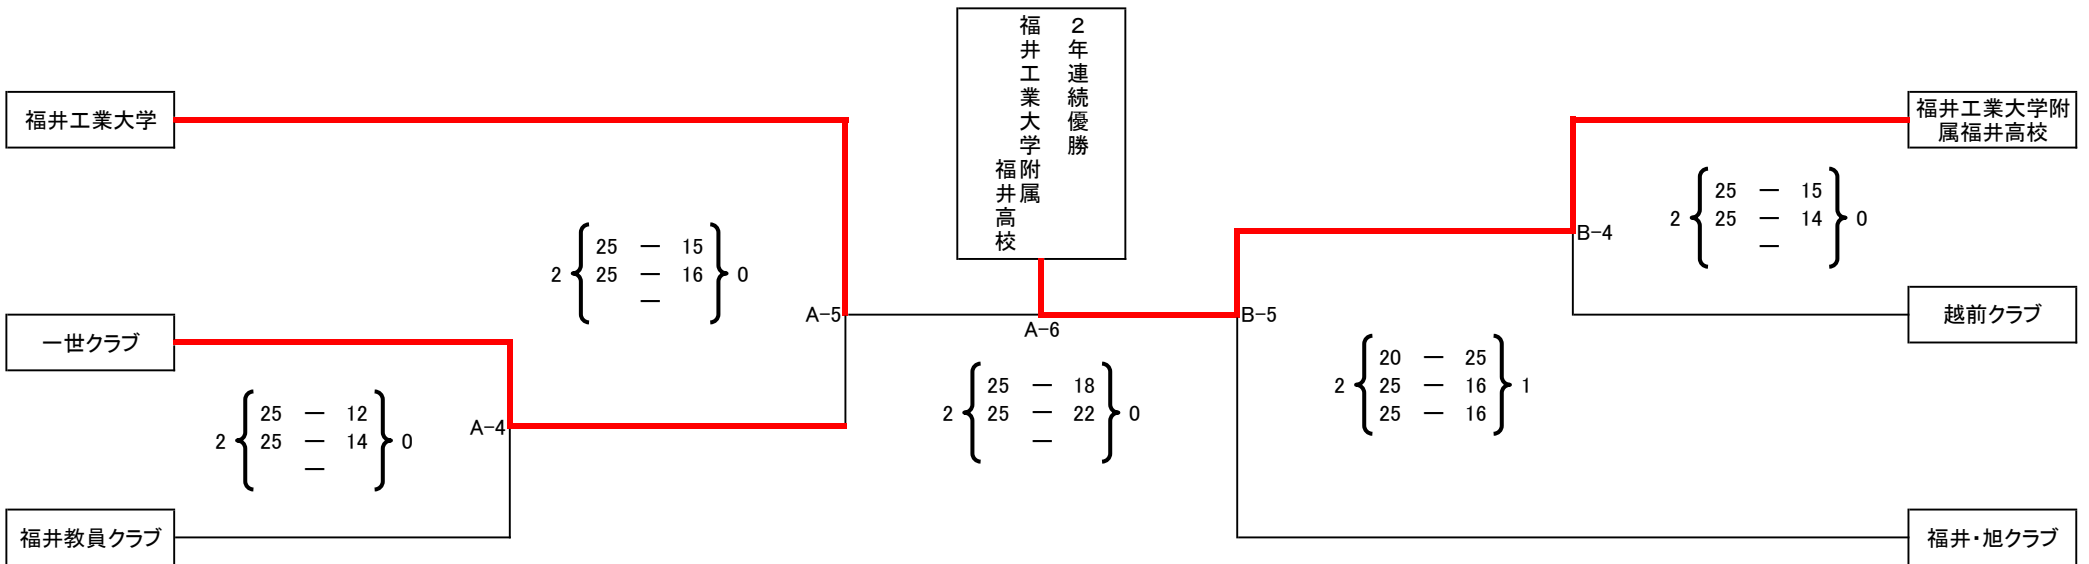 ２年連続優勝
福井工業大学附属
福井高校
福井工業大学
福井工業大学附
属福井高校
25 ― 15
2 25 ― 14 0
―
B-4
25 ― 15
2 25 ― 16 0
―
A-5
B-5
A-6
越前クラブ
一世クラブ
20 ― 25
2 25 ― 16 1
25 ― 16
25 ― 18
2 25 ― 22 0
―
25 ― 12
2 25 ― 14 0
―
A-4
福井教員クラブ
福井・旭クラブ